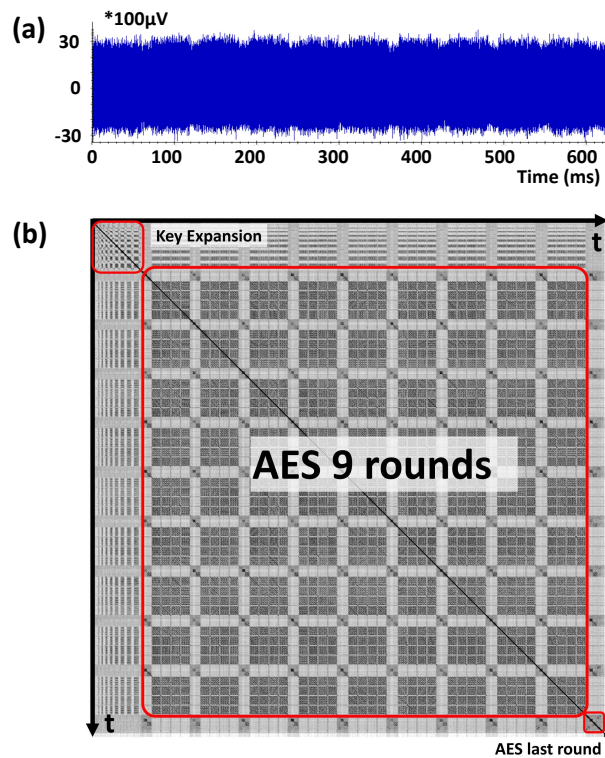 (a)
*100µV
30
0
-30
0 100 200 300 400 500 600
Time (ms)
(b)
t
Key Expansion
AES 9 rounds
t
AES last round